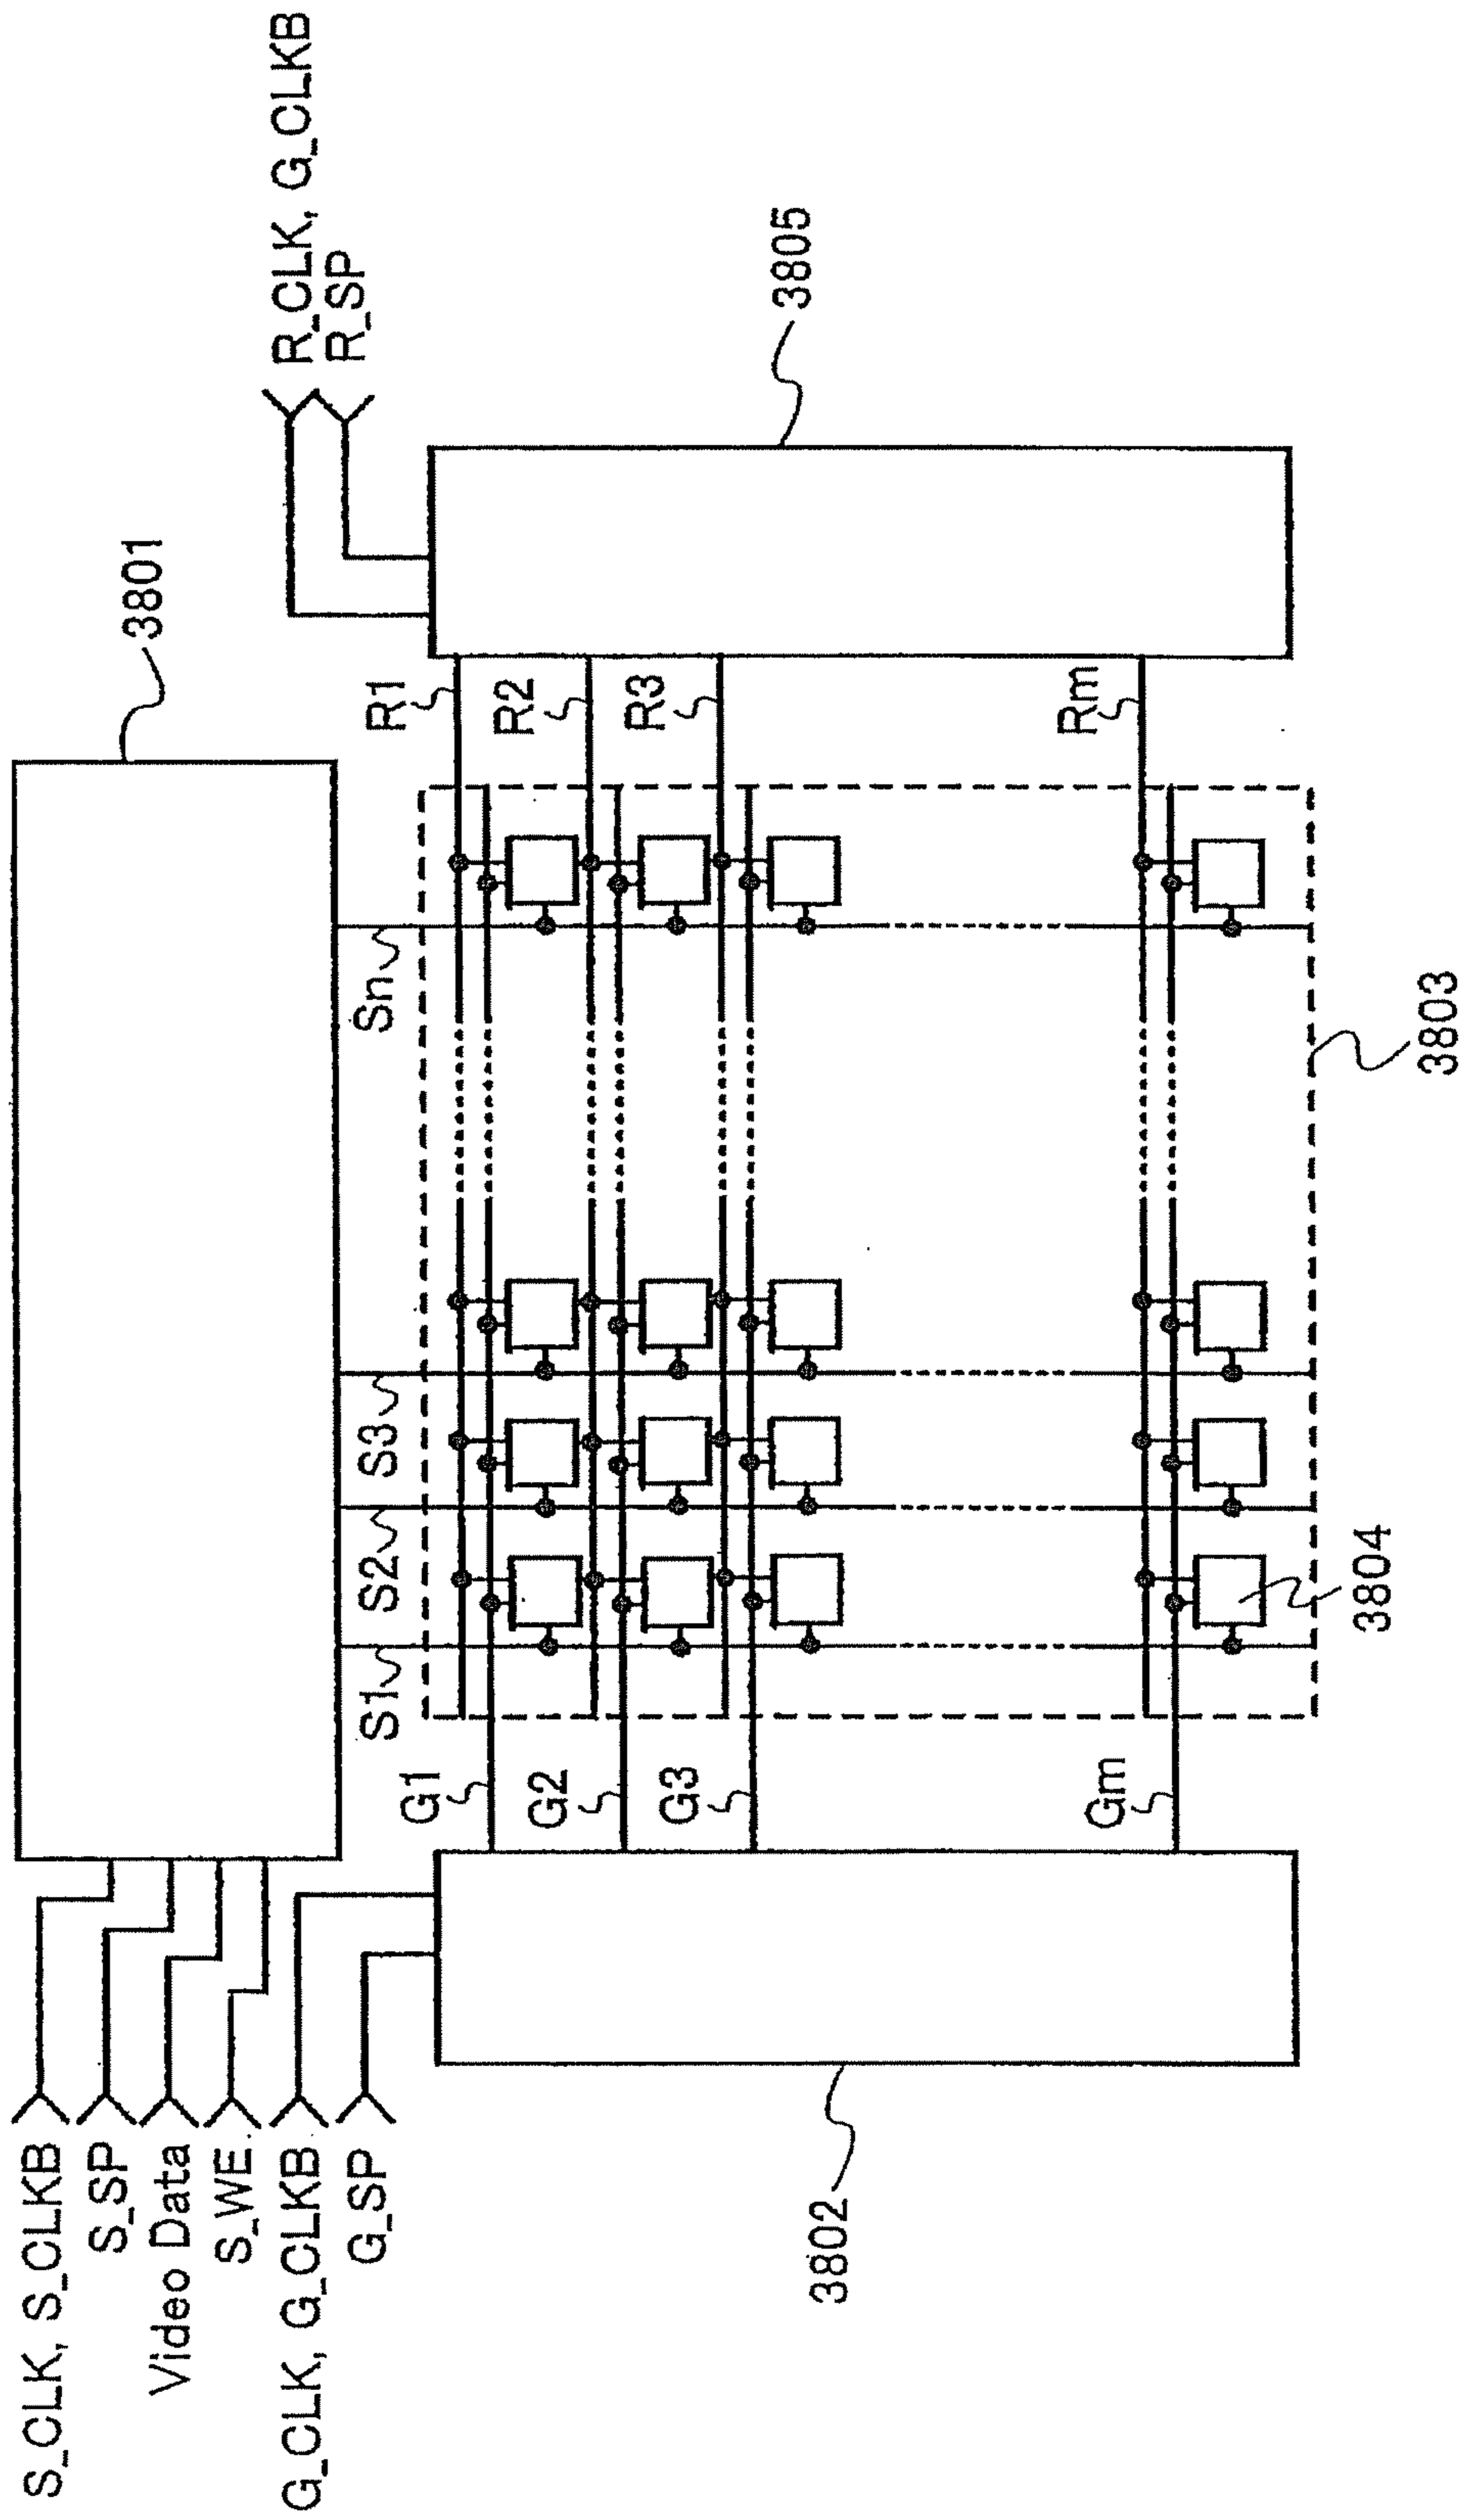 S_CLK, S_CLKB
S_SP
Video Data
S_WE
G_CLK, G_CLKB
G_SP
3801
R_CLK, G_CLKB
R_SP
S1
S2
S3
Sn
G1
G2
G3
Gm
R1
R2
R3
Rm
3802
3805
3804
3803